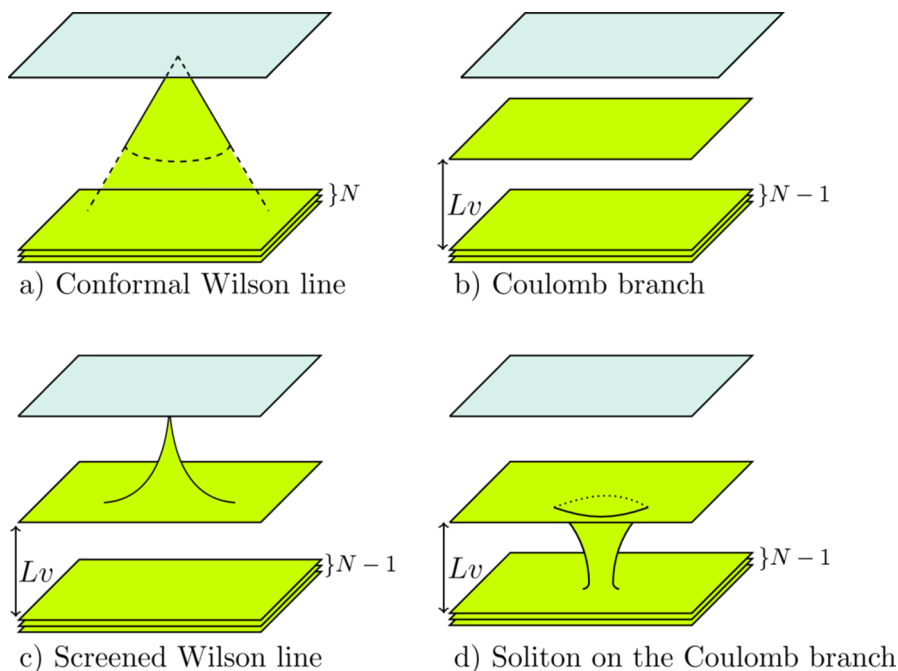 }N
a) Conformal Wilson line
Lv
}N − 1
b) Coulomb branch
Lv
}N − 1
c) Screened Wilson line
Lv
}N − 1
d) Soliton on the Coulomb branch